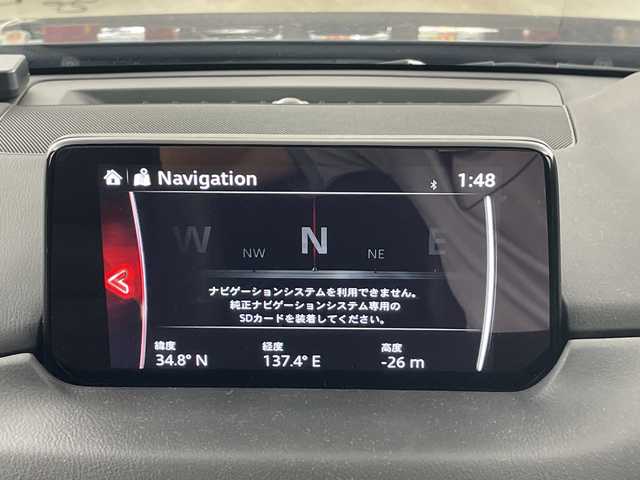 Navigation 1:48
W NW N NE E
ナビゲーションシステムを利用できません。
純正ナビゲーションシステム専用の
SDカードを装着してください。
緯度 経度 高度
34.8° N 137.4° E -26 m